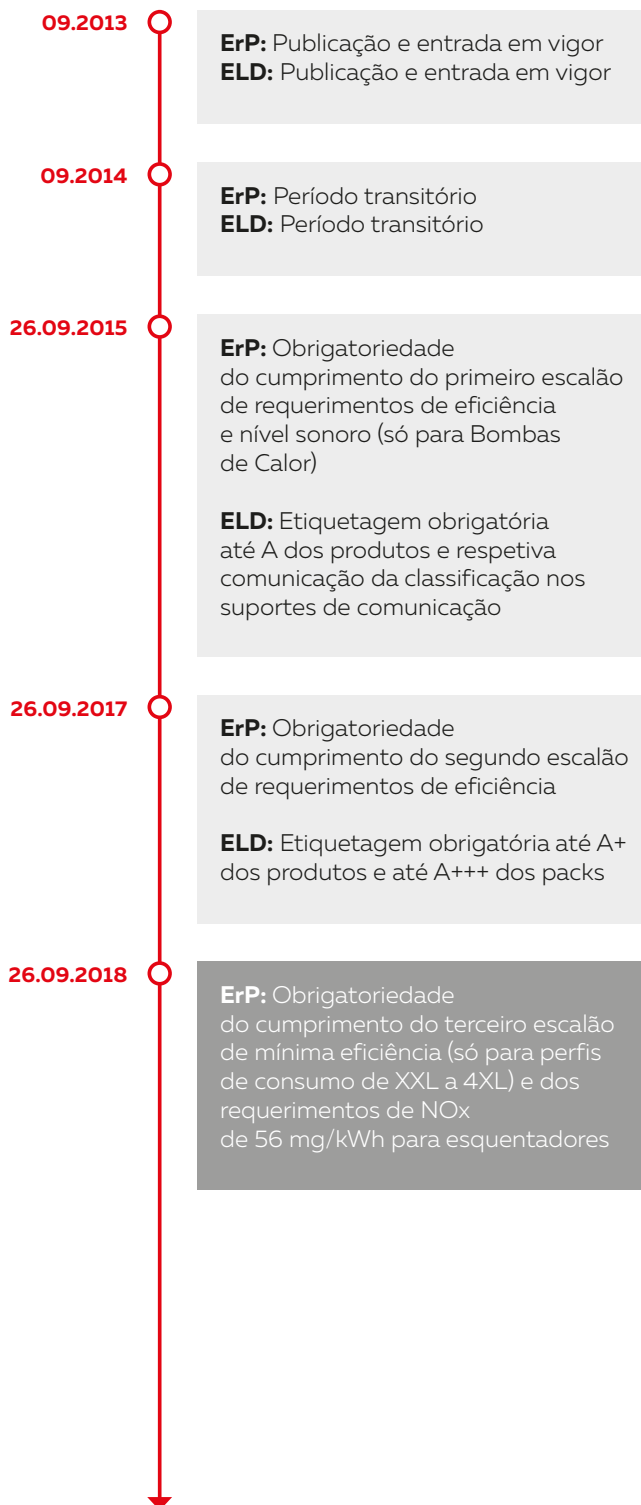 09.2013
ErP: Publicação e entrada em vigor
ELD: Publicação e entrada em vigor
09.2014
ErP: Período transitório
ELD: Período transitório
26.09.2015
ErP: Obrigatoriedade
do cumprimento do primeiro escalão
de requerimentos de eficiência
e nível sonoro (só para Bombas
de Calor)
ELD: Etiquetagem obrigatória
até A dos produtos e respetiva
comunicação da classificação nos
suportes de comunicação
26.09.2017
ErP: Obrigatoriedade
do cumprimento do segundo escalão
de requerimentos de eficiência
ELD: Etiquetagem obrigatória até A+
dos produtos e até A+++ dos packs
26.09.2018
ErP: Obrigatoriedade
do cumprimento do terceiro escalão
de mínima eficiência (só para perfis
de consumo de XXL a 4XL) e dos
requerimentos de NOx
de 56 mg/kWh para esquentadores